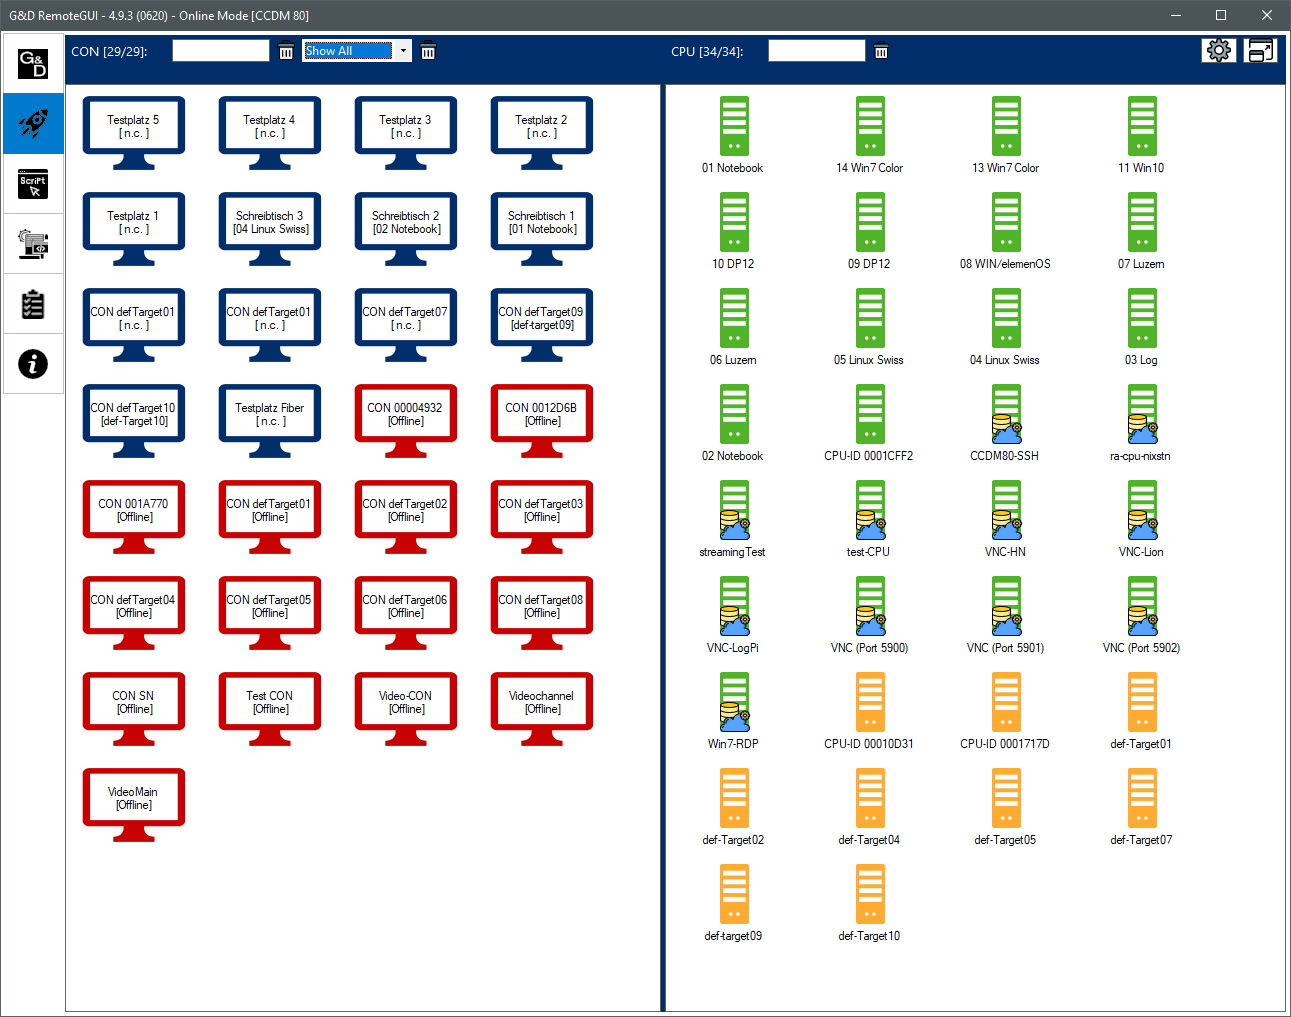 G&D RemoteGUI - 4.9.3 (0620) - Online Mode [CCDM 80]
G&D
CON [29/29]:
Show All
CPU [34/34]:
Script
Testplatz 5
[ n.c. ]
Testplatz 4
[ n.c. ]
Testplatz 3
[ n.c. ]
Testplatz 2
[ n.c. ]
Testplatz 1
[ n.c. ]
Schreibtisch 3
[04 Linux Swiss]
Schreibtisch 2
[02 Notebook]
Schreibtisch 1
[01 Notebook]
CON defTarget01
[ n.c. ]
CON defTarget01
[ n.c. ]
CON defTarget07
[ n.c. ]
CON defTarget09
[def-target09]
CON defTarget10
[def-Target10]
Testplatz Fiber
[ n.c. ]
CON 00004932
[Offline]
CON 0012D6B
[Offline]
CON 001A770
[Offline]
CON defTarget01
[Offline]
CON defTarget02
[Offline]
CON defTarget03
[Offline]
CON defTarget04
[Offline]
CON defTarget05
[Offline]
CON defTarget06
[Offline]
CON defTarget08
[Offline]
CON SN
[Offline]
Test CON
[Offline]
Video-CON
[Offline]
Videochannel
[Offline]
VideoMain
[Offline]
01 Notebook
14 Win7 Color
13 Win7 Color
11 Win10
10 DP12
09 DP12
08 WIN/elemenOS
07 Luzern
06 Luzern
05 Linux Swiss
04 Linux Swiss
03 Log
02 Notebook
CPU-ID 0001CFF2
CCDM80-SSH
ra-cpu-nixstn
streamingTest
test-CPU
VNC-HN
VNC-Lion
VNC-LogPi
VNC (Port 5900)
VNC (Port 5901)
VNC (Port 5902)
Win7-RDP
CPU-ID 00010D31
CPU-ID 0001717D
def-Target01
def-Target02
def-Target04
def-Target05
def-Target07
def-target09
def-Target10